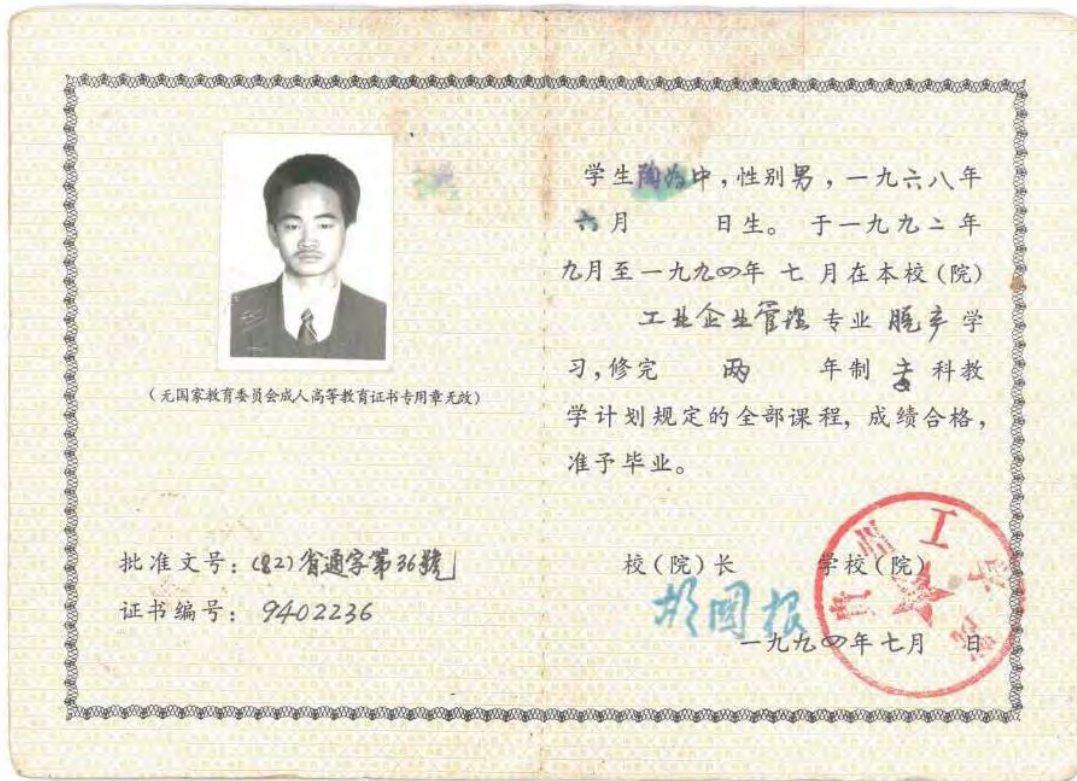 （无国家教育委员会成人高等教育证书专用章无效）
批准文号：(82)省通字第36號
证书编号：9402236
学生陶为中，性别男，一九六八年
六月 日生。于一九九二年
九月至一九九四年 七 月在本校（院）
工业企业管理 专业 脱产 学
习，修完 两 年制 专 科教
学计划规定的全部课程，成绩合格，
准予毕业。
校（院）长 学校（院）
國根
一九九四年七月 日
工学院